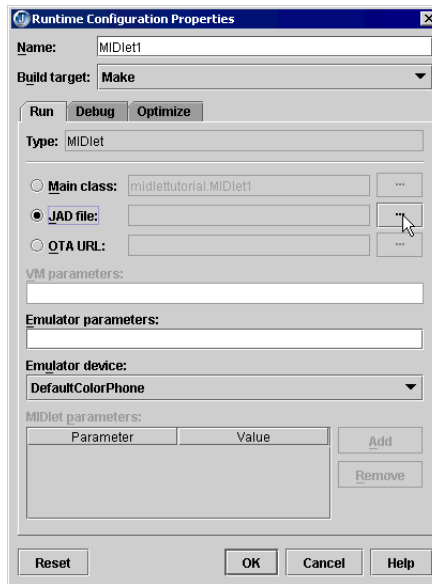 Runtime Configuration Properties
Name: MIDlet1
Build target: Make
Run Debug Optimize
Type: MIDlet
Main class: midlettutorial.MIDlet1 ...
JAD file: ...
OTA URL: ...
VM parameters:
Emulator parameters:
Emulator device:
DefaultColorPhone
MIDlet parameters:
Parameter Value Add
Remove
Reset OK Cancel Help